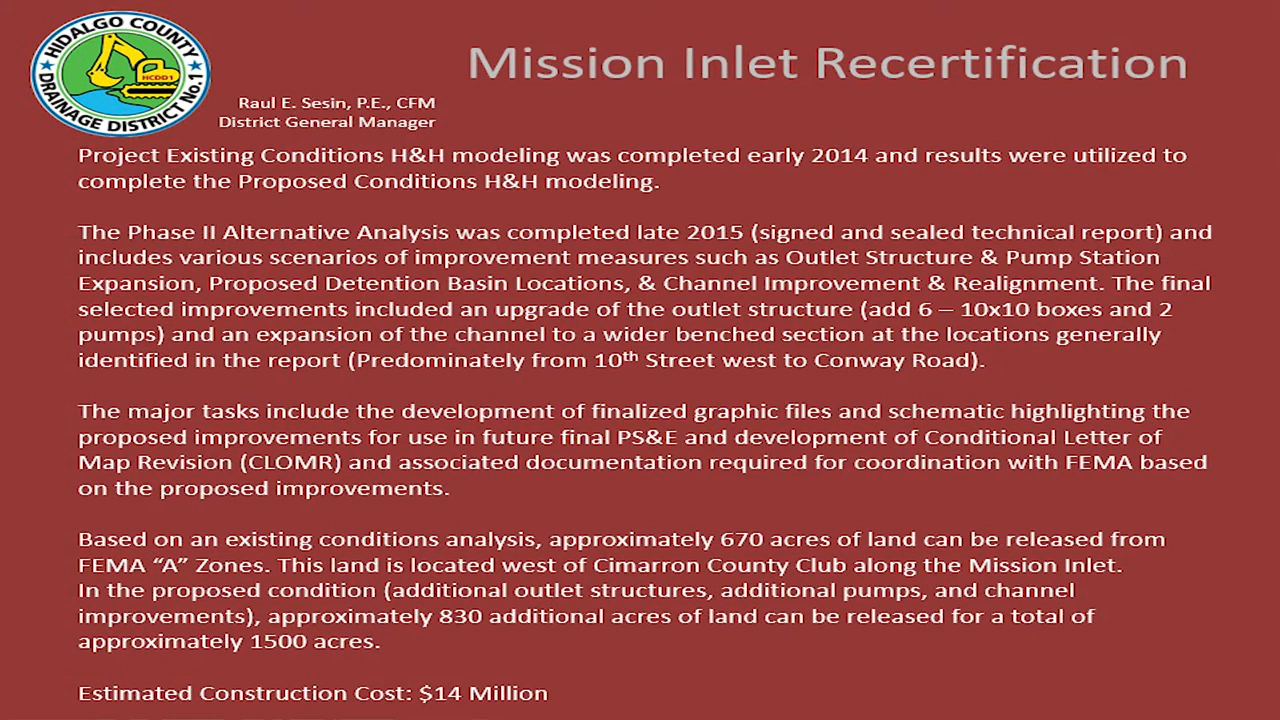 HIDALGO COUNTY
DRAINAGE DISTRICT No.1
HCDD1
Mission Inlet Recertification
Raul E. Sesin, P.E., CFM
District General Manager
Project Existing Conditions H&H modeling was completed early 2014 and results were utilized to
complete the Proposed Conditions H&H modeling.
The Phase II Alternative Analysis was completed late 2015 (signed and sealed technical report) and
includes various scenarios of improvement measures such as Outlet Structure & Pump Station
Expansion, Proposed Detention Basin Locations, & Channel Improvement & Realignment. The final
selected improvements included an upgrade of the outlet structure (add 6 – 10x10 boxes and 2
pumps) and an expansion of the channel to a wider benched section at the locations generally
identified in the report (Predominately from 10th Street west to Conway Road).
The major tasks include the development of finalized graphic files and schematic highlighting the
proposed improvements for use in future final PS&E and development of Conditional Letter of
Map Revision (CLOMR) and associated documentation required for coordination with FEMA based
on the proposed improvements.
Based on an existing conditions analysis, approximately 670 acres of land can be released from
FEMA “A” Zones. This land is located west of Cimarron County Club along the Mission Inlet.
In the proposed condition (additional outlet structures, additional pumps, and channel
improvements), approximately 830 additional acres of land can be released for a total of
approximately 1500 acres.
Estimated Construction Cost: $14 Million